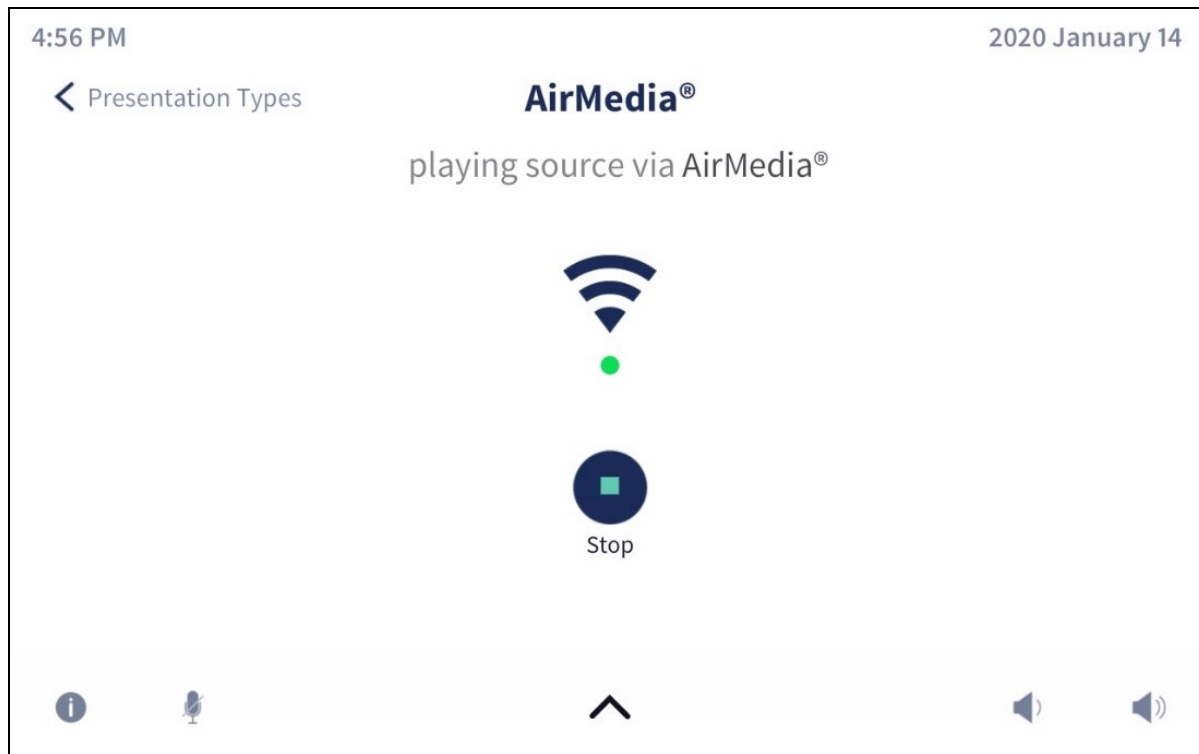 4:56 PM 2020 January 14
Presentation Types AirMedia®
playing source via AirMedia®
Stop